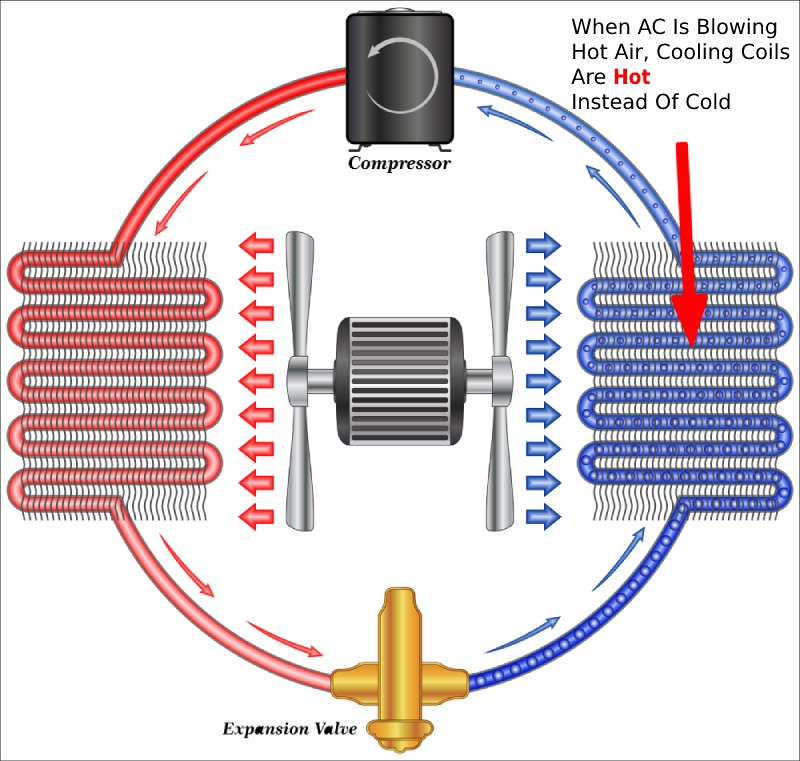 When AC Is Blowing
Hot Air, Cooling Coils
Are Hot
Instead Of Cold
Compressor
Expansion Valve